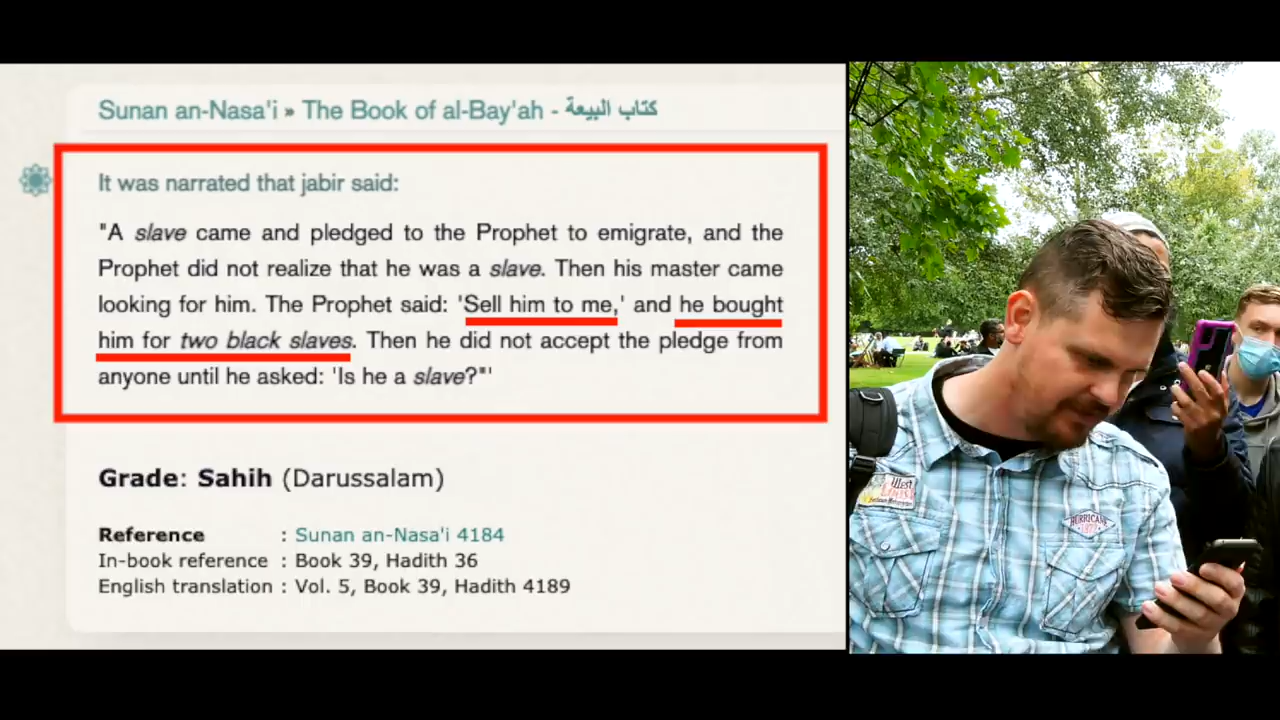 Sunan an-Nasa'i » The Book of al-Bay'ah - كتاب البيعة
It was narrated that jabir said:
"A slave came and pledged to the Prophet to emigrate, and the
Prophet did not realize that he was a slave. Then his master came
looking for him. The Prophet said: 'Sell him to me,' and he bought
him for two black slaves. Then he did not accept the pledge from
anyone until he asked: 'Is he a slave?"'
Grade: Sahih (Darussalam)
Reference : Sunan an-Nasa'i 4184
In-book reference : Book 39, Hadith 36
English translation : Vol. 5, Book 39, Hadith 4189
HURRICANE